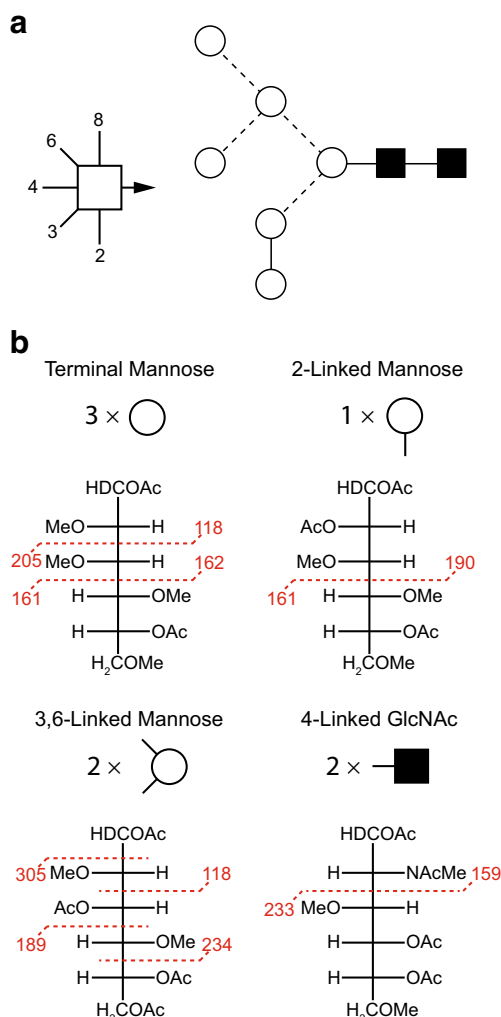 a
8
6
4
3
2
b
Terminal Mannose
3 ×
HDCOAc
MeO H 118
205 MeO H 162
161 H OMe
H OAc
H₂COMe
2-Linked Mannose
1 ×
HDCOAc
AcO H
MeO H 190
161 H OMe
H OAc
H₂COMe
3,6-Linked Mannose
2 ×
HDCOAc
305 MeO H 118
AcO H
189 H OMe 234
H OAc
H₂COAc
4-Linked GlcNAc
2 ×
HDCOAc
H NAcMe 159
233 MeO H
H OAc
H OAc
H₂COMe